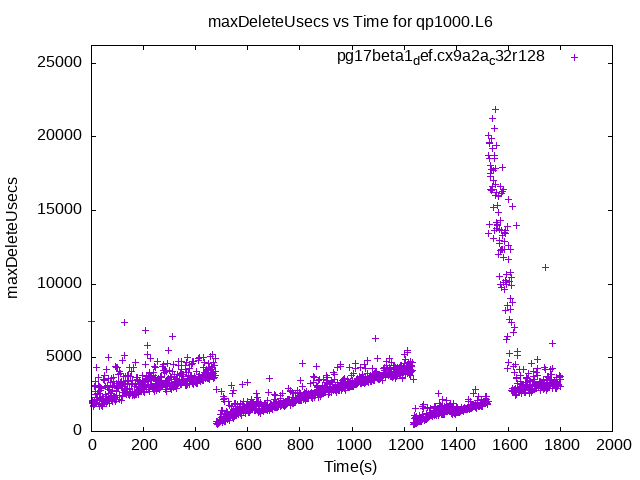 maxDeleteUsecs vs Time for qp1000.L6
pg17beta1_def.cx9a2a_c32r128
25000
20000
15000
10000
5000
0
maxDeleteUsecs
0 200 400 600 800 1000 1200 1400 1600 1800 2000
Time(s)